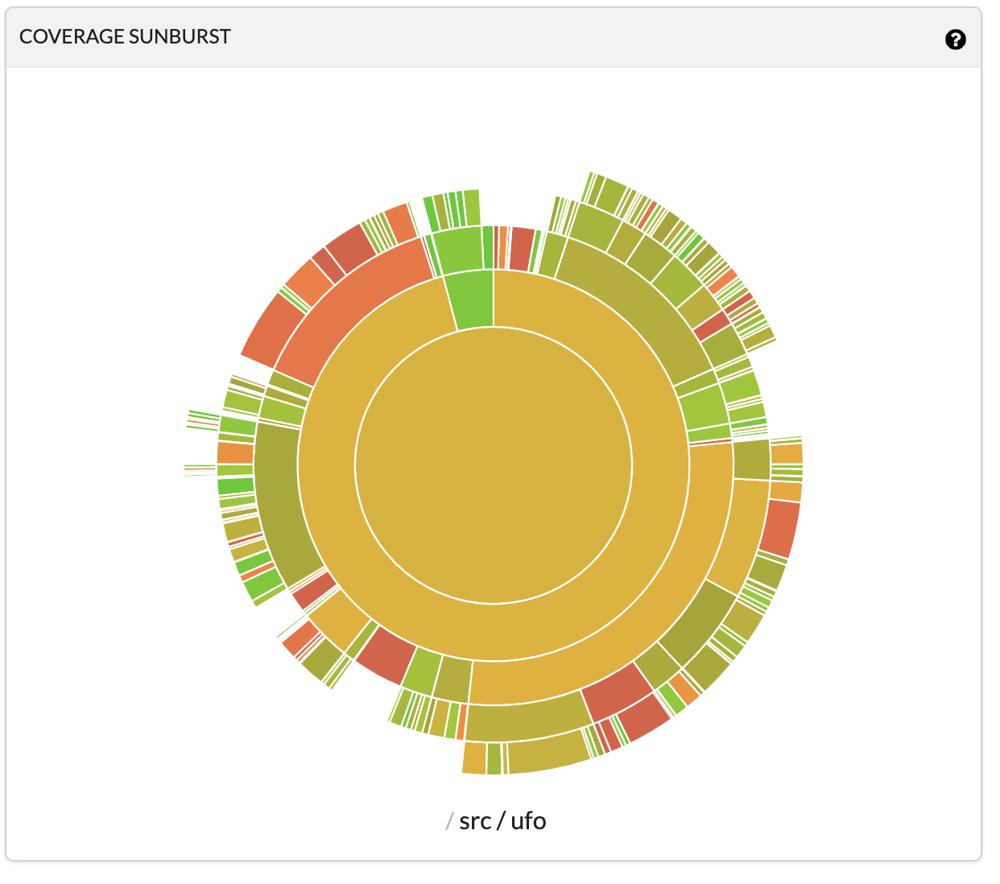 COVERAGE SUNBURST
?
/ src / ufo